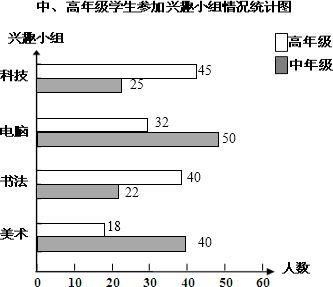 中、高年级学生参加兴趣小组情况统计图
兴趣小组
高年级
中年级
科技 45
25
电脑 32
50
书法 40
22
美术 18
40
0 10 20 30 40 50 60 人数